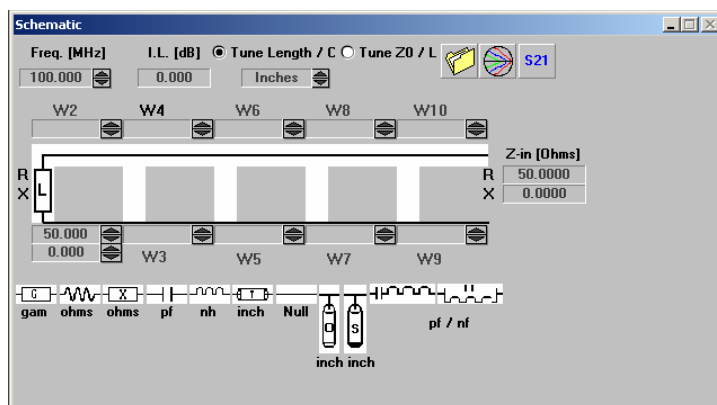 Schematic
Freq. [MHz] I.L. [dB] Tune Length / C Tune Z0 / L
100.000 0.000 Inches S21
W2 W4 W6 W8 W10
Z-in [Ohms]
R R 50.0000
X L X 0.0000
50.000
0.000 W3 W5 W7 W9
G X T
gam ohms ohms pf nh inch Null O S pf / nf
inch inch